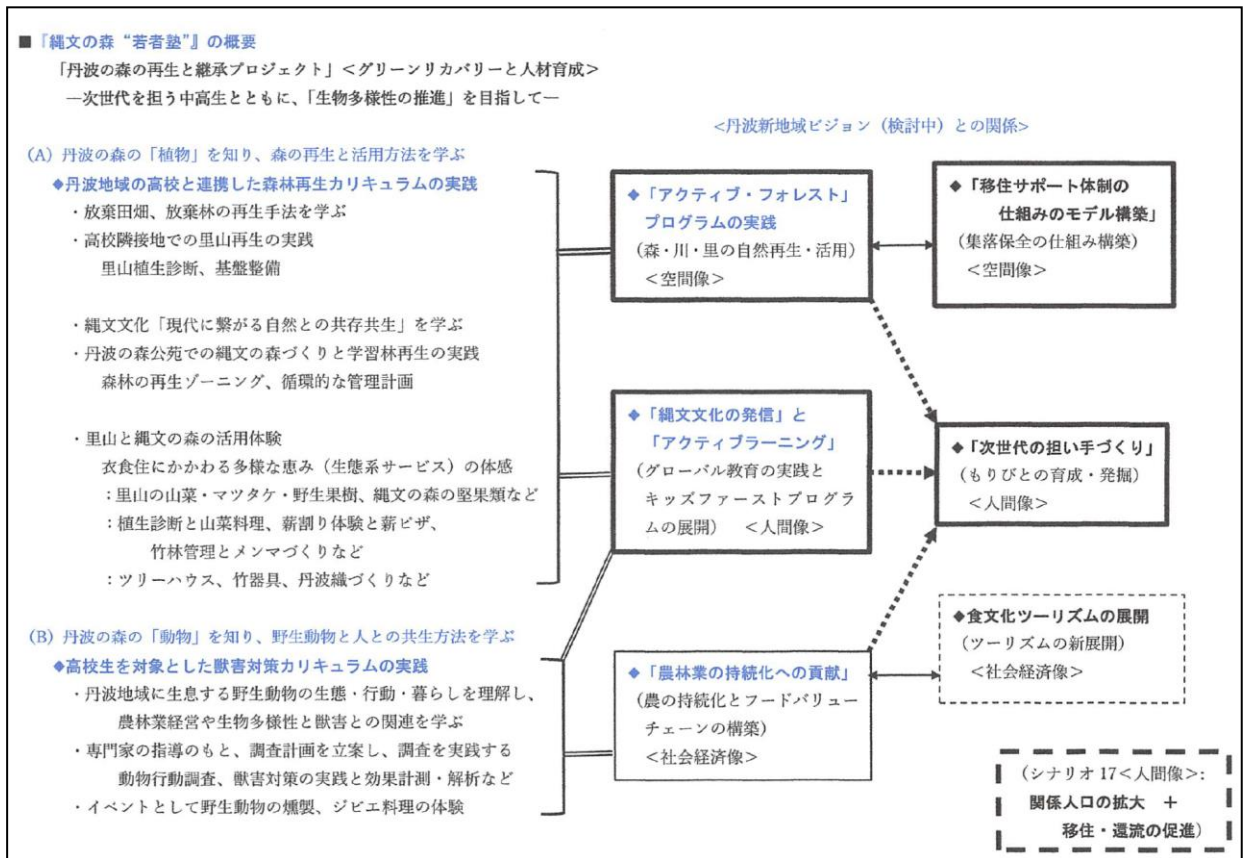 ■『縄文の森 “若者塾”』の概要
「丹波の森の再生と継承プロジェクト」<グリーンリカバリーと人材育成>
―次世代を担う中高生とともに、「生物多様性の推進」を目指して―
<丹波新地域ビジョン（検討中）との関係>
(A) 丹波の森の「植物」を知り、森の再生と活用方法を学ぶ
◆丹波地域の高校と連携した森林再生カリキュラムの実践
・放棄田畑、放棄林の再生手法を学ぶ
・高校隣接地での里山再生の実践
里山植生診断、基盤整備
・縄文文化「現代に繋がる自然との共存共生」を学ぶ
・丹波の森公苑での縄文の森づくりと学習林再生の実践
森林の再生ゾーニング、循環的な管理計画
・里山と縄文の森の活用体験
衣食住にかかわる多様な恵み（生態系サービス）の体感
：里山の山菜・マツタケ・野生果樹、縄文の森の堅果類など
：植生診断と山菜料理、薪割り体験と薪ピザ、
竹林管理とメンマづくりなど
：ツリーハウス、竹器具、丹波織づくりなど
(B) 丹波の森の「動物」を知り、野生動物と人との共生方法を学ぶ
◆高校生を対象とした獣害対策カリキュラムの実践
・丹波地域に生息する野生動物の生態・行動・暮らしを理解し、
農林業経営や生物多様性と獣害との関連を学ぶ
・専門家の指導のもと、調査計画を立案し、調査を実践する
動物行動調査、獣害対策の実践と効果計測・解析など
・イベントとして野生動物の燻製、ジビエ料理の体験
◆「アクティブ・フォレスト」
プログラムの実践
(森・川・里の自然再生・活用)
<空間像>
◆「縄文文化の発信」と
「アクティブラーニング」
(グローバル教育の実践と
キッズファーストプログラ
ムの展開) <人間像>
◆「農林業の持続化への貢献」
(農の持続化とフードバリュー
チェーンの構築)
<社会経済像>
◆「移住サポート体制の
仕組みのモデル構築」
(集落保全の仕組み構築)
<空間像>
◆「次世代の担い手づくり」
(もりびとの育成・発掘)
<人間像>
◆食文化ツーリズムの展開
(ツーリズムの新展開)
<社会経済像>
(シナリオ17<人間像>:
関係人口の拡大 +
移住・還流の促進)